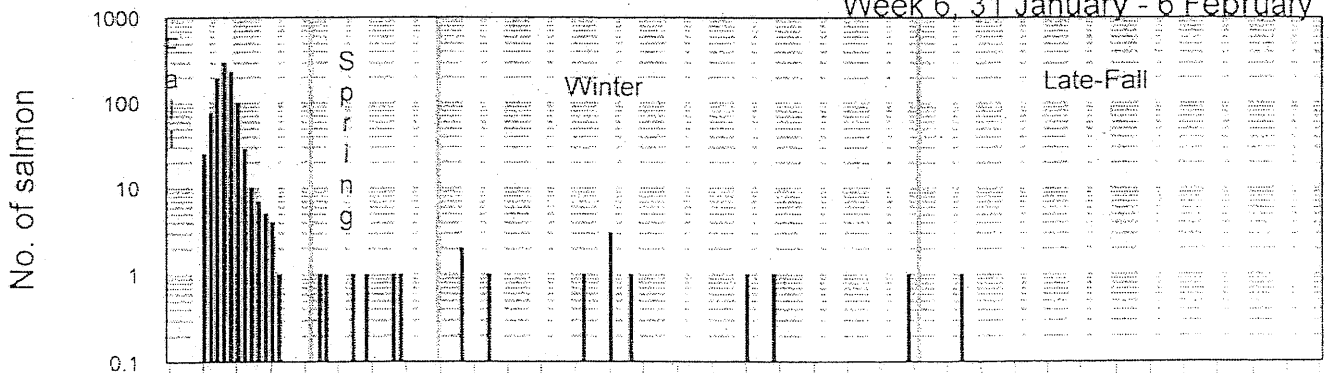 Week 6, 31 January - 6 February
No. of salmon
1000
100
10
1
0.1
Fall
Spring
Winter
Late-Fall